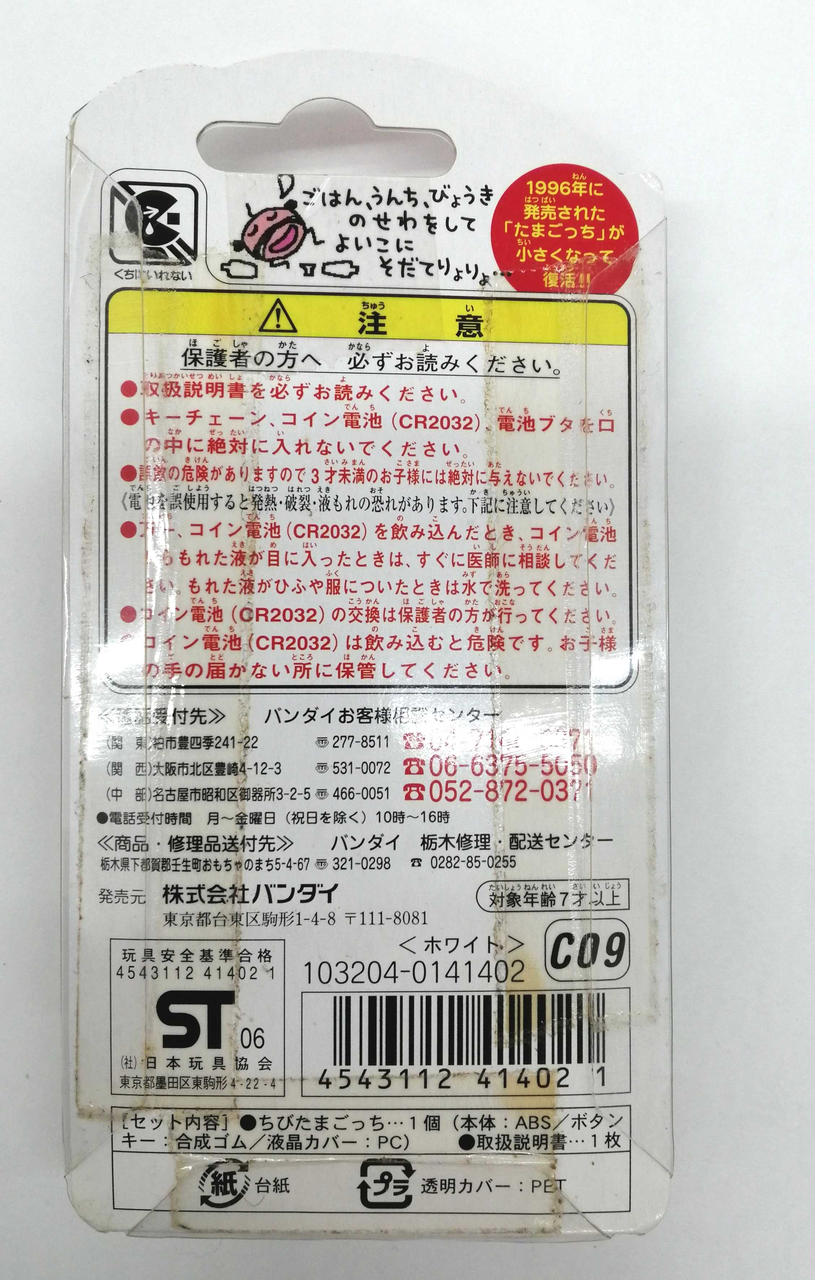 ごはん、うんち、びょうき
のせわをして
よいこに
そだてりょりょ…
1996年に
発売された
「たまごっち」が
小さくなって
復活!!
くちにいれない
注意
保護者の方へ 必ずお読みください。
●取扱説明書を必ずお読みください。
●キーチェーン、コイン電池(CR2032)、電池ブタを口
の中に絶対に入れないでください。
●誤飲の危険がありますので3才未満のお子様には絶対に与えないでください。
《電池を誤使用すると発熱・破裂・液もれの恐れがあります。下記に注意してください》
●万一、コイン電池(CR2032)を飲み込んだとき、コイン電池
からもれた液が目に入ったときは、すぐに医師に相談してくだ
さい。もれた液がひふや服についたときは水で洗ってください。
●コイン電池(CR2032)の交換は保護者の方が行ってください。
●コイン電池(CR2032)は飲み込むと危険です。お子様
の手の届かない所に保管してください。
≪電話受付先≫ バンダイお客様相談センター
(関 東)柏市豊四季241-22 〠277-8511 ☎
(関 西)大阪市北区豊崎4-12-3 〠531-0072 ☎06-6375-5050
(中 部)名古屋市昭和区御器所3-2-5 〠466-0051 ☎052-872-0371
●電話受付時間 月〜金曜日(祝日を除く)10時〜16時
≪商品・修理品送付先≫ バンダイ 栃木修理・配送センター
栃木県下都賀郡壬生町おもちゃのまち5-4-67 〠321-0298 ☎0282-85-0255
発売元 株式会社バンダイ
東京都台東区駒形1-4-8 〒111-8081
対象年齢7才以上
玩具安全基準合格
4543112 41402 1
ST 06
(社)日本玩具協会
東京都墨田区東駒形4-22-4
<ホワイト>
103204-0141402
C09
4543112 414021
[セット内容]●ちびたまごっち…1個(本体:ABS/ボタン
キー:合成ゴム/液晶カバー:PC) ●取扱説明書…1枚
紙 台紙
プラ 透明カバー:PET